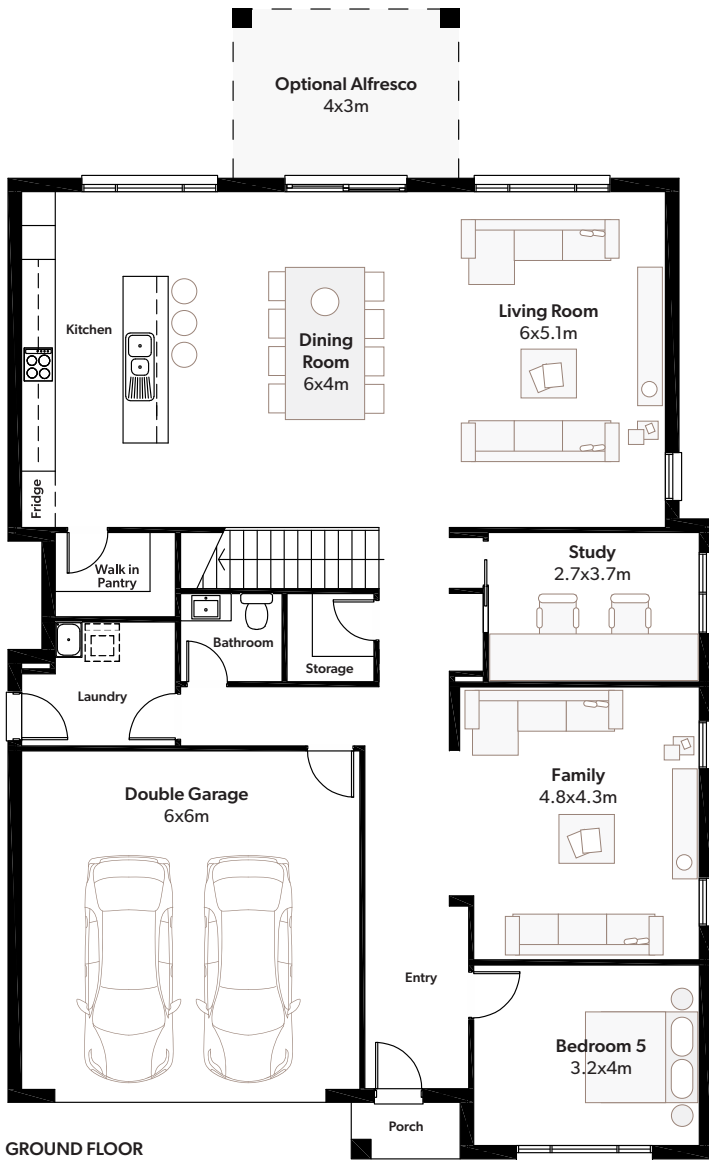 Optional Alfresco
4x3m
Kitchen
Dining
Room
6x4m
Living Room
6x5.1m
Fridge
Walk in
Pantry
Study
2.7x3.7m
Bathroom
Storage
Laundry
Double Garage
6x6m
Family
4.8x4.3m
Entry
Bedroom 5
3.2x4m
Porch
GROUND FLOOR